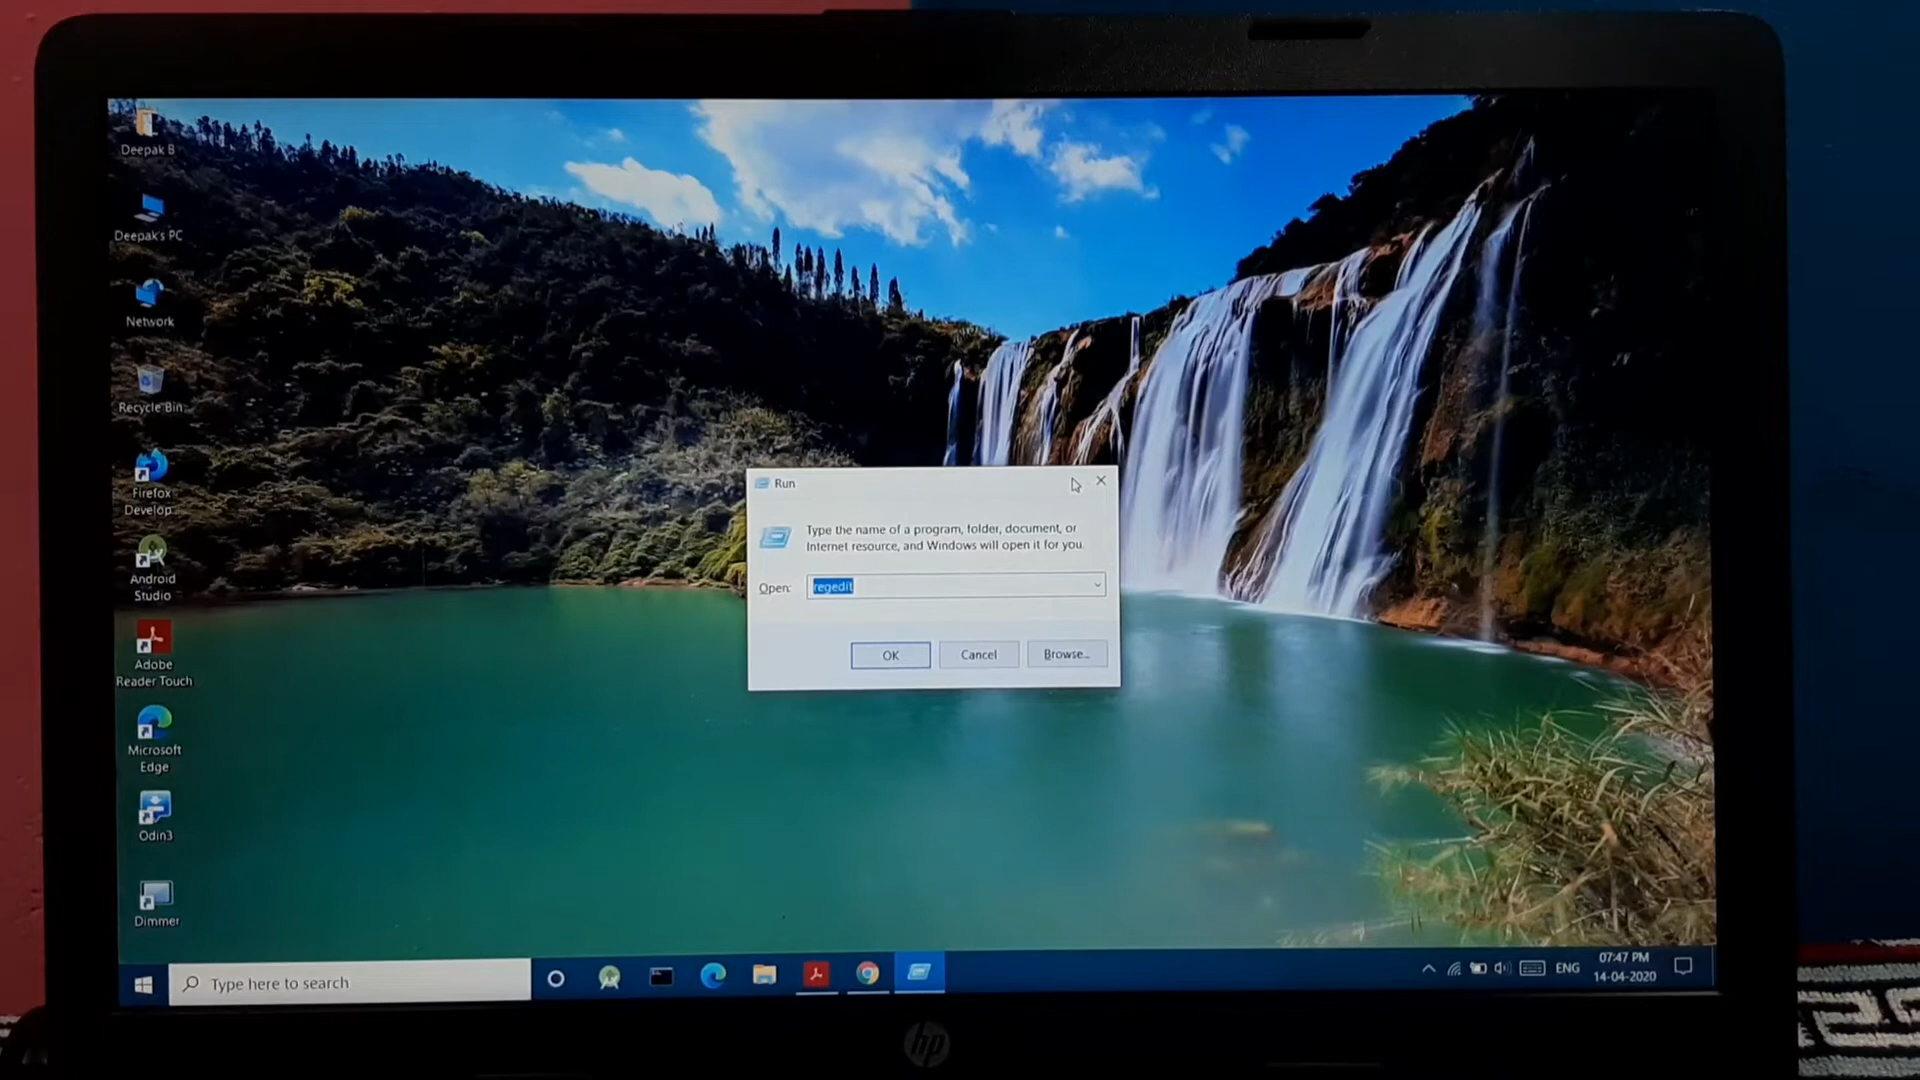 Deepak B
Deepak's PC
Network
Recycle Bin
Firefox
Develop...
Android
Studio
Adobe
Reader Touch
Microsoft
Edge
Odin3
Dimmer
Run
Type the name of a program, folder, document, or
Internet resource, and Windows will open it for you.
Open:
regedit
OK
Cancel
Browse...
Type here to search
ENG
07:47 PM
14-04-2020
hp